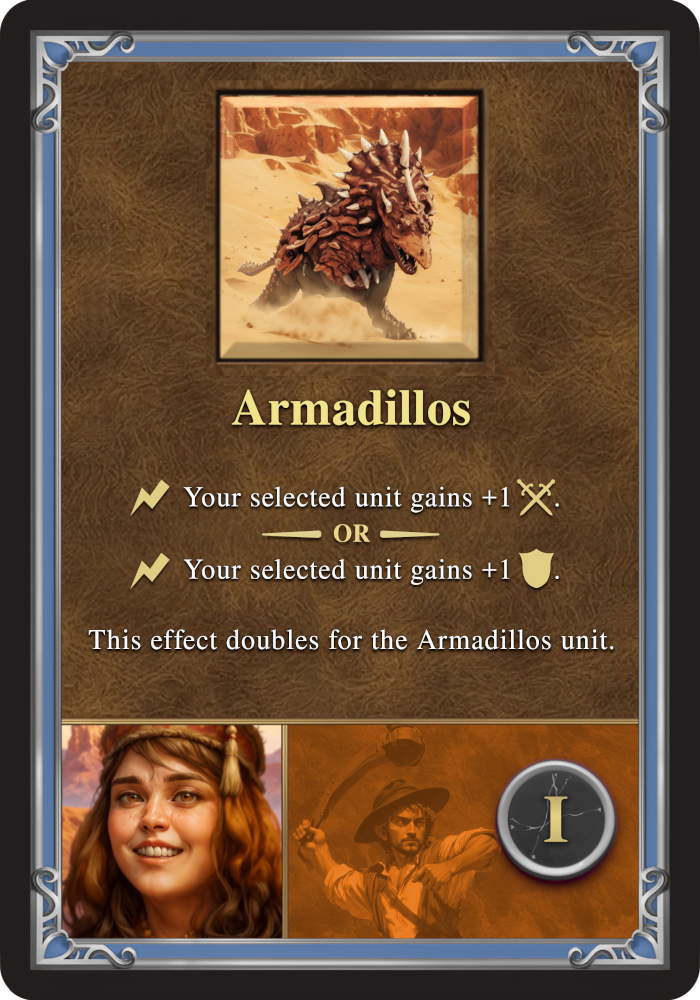 Armadillos
Your selected unit gains +1 .
OR
Your selected unit gains +1 .
This effect doubles for the Armadillos unit.
I